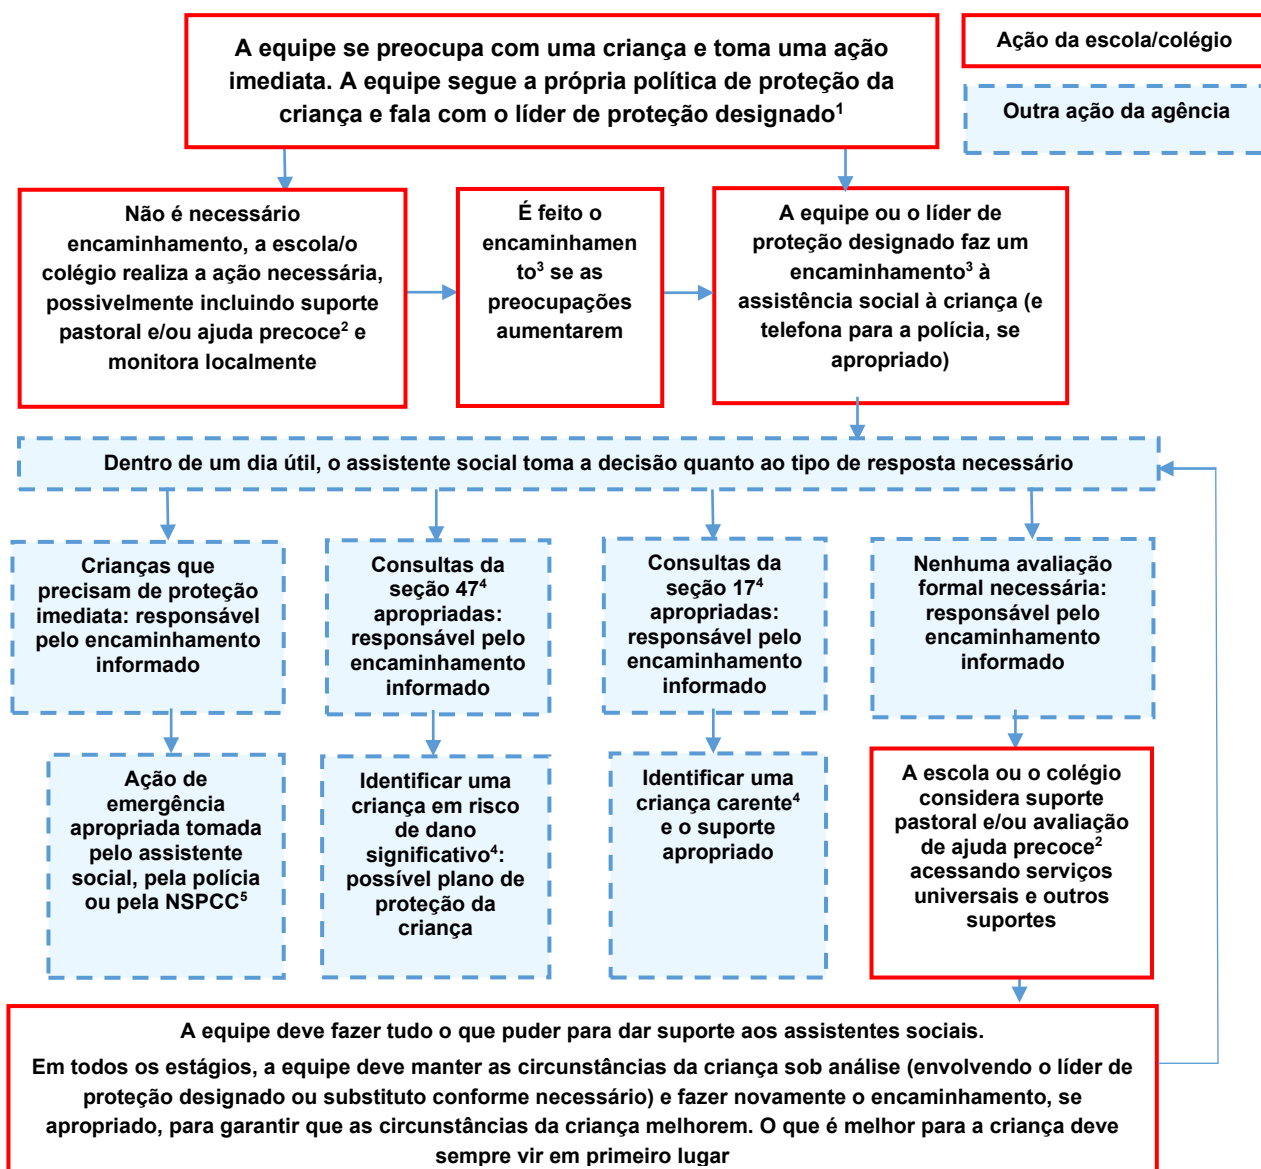 A equipe se preocupa com uma criança e toma uma ação
imediata. A equipe segue a própria política de proteção da
criança e fala com o líder de proteção designado¹
Ação da escola/colégio
Outra ação da agência
Não é necessário
encaminhamento, a escola/o
colégio realiza a ação necessária,
possivelmente incluindo suporte
pastoral e/ou ajuda precoce² e
monitora localmente
É feito o
encaminhamen
to³ se as
preocupações
aumentarem
A equipe ou o líder de
proteção designado faz um
encaminhamento³ à
assistência social à criança (e
telefona para a polícia, se
apropriado)
Dentro de um dia útil, o assistente social toma a decisão quanto ao tipo de resposta necessário
Crianças que
precisam de proteção
imediata: responsável
pelo encaminhamento
informado
Consultas da
seção 47⁴
apropriadas:
responsável pelo
encaminhamento
informado
Consultas da
seção 17⁴
apropriadas:
responsável pelo
encaminhamento
informado
Nenhuma avaliação
formal necessária:
responsável pelo
encaminhamento
informado
Ação de
emergência
apropriada tomada
pelo assistente
social, pela polícia
ou pela NSPCC⁵
Identificar uma
criança em risco
de dano
significativo⁴:
possível plano de
proteção da
criança
Identificar uma
criança carente⁴
e o suporte
apropriado
A escola ou o colégio
considera suporte
pastoral e/ou avaliação
de ajuda precoce²
acessando serviços
universais e outros
suportes
A equipe deve fazer tudo o que puder para dar suporte aos assistentes sociais.
Em todos os estágios, a equipe deve manter as circunstâncias da criança sob análise (envolvendo o líder de
proteção designado ou substituto conforme necessário) e fazer novamente o encaminhamento, se
apropriado, para garantir que as circunstâncias da criança melhorem. O que é melhor para a criança deve
sempre vir em primeiro lugar